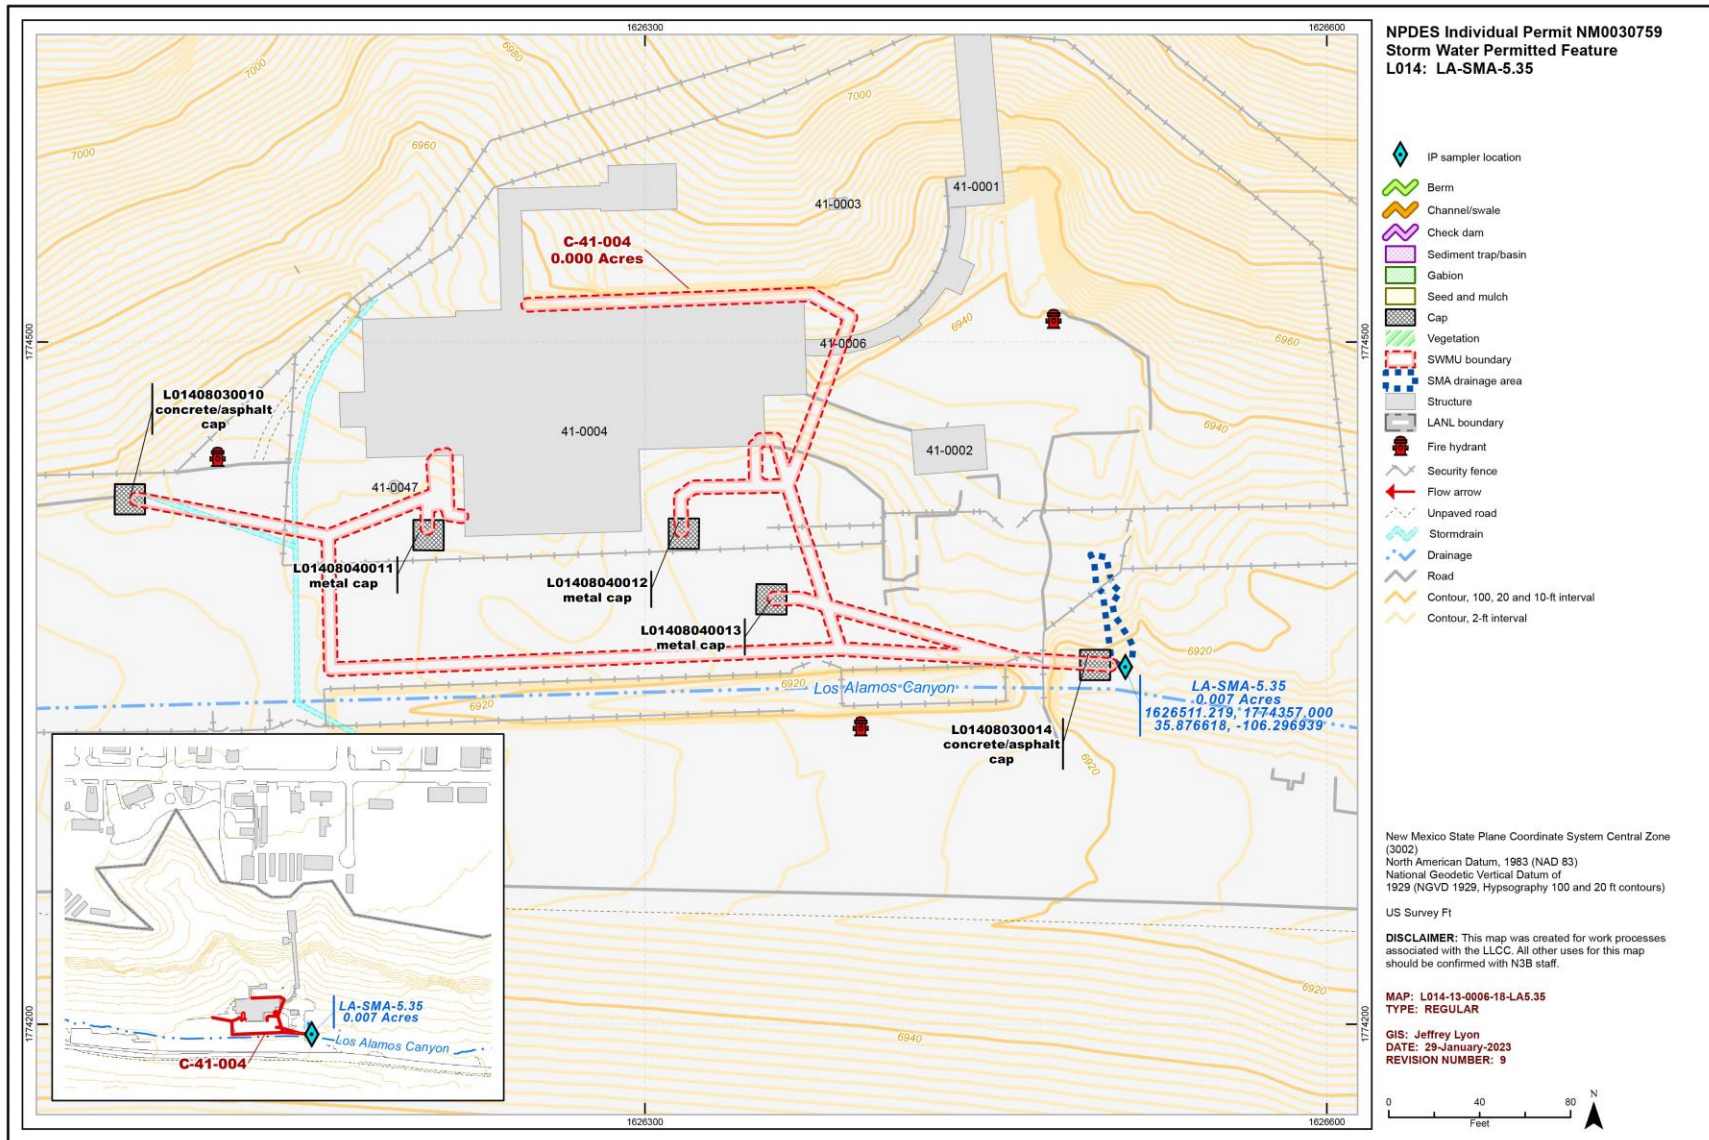 1626300
1626600
NPDES Individual Permit NM0030759
Storm Water Permitted Feature
L014: LA-SMA-5.35
6980
7000
7000
7000
6960
41-0001
41-0003
C-41-004
0.000 Acres
6940
6960
1774500
1774500
41-0006
L01408030010
concrete/asphalt
cap
41-0004
41-0002
6940
41-0047
L01408040011
metal cap
L01408040012
metal cap
L01408040013
metal cap
6920
6920
6920
Los Alamos Canyon
LA-SMA-5.35
0.007 Acres
1626511.219, 1774357.000
35.876618, -106.296939
L01408030014
concrete/asphalt
cap
6920
6920
6940
1774200
1774200
1626300
1626600
LA-SMA-5.35
0.007 Acres
Los Alamos Canyon
C-41-004
IP sampler location
Berm
Channel/swale
Check dam
Sediment trap/basin
Gabion
Seed and mulch
Cap
Vegetation
SWMU boundary
SMA drainage area
Structure
LANL boundary
Fire hydrant
Security fence
Flow arrow
Unpaved road
Stormdrain
Drainage
Road
Contour, 100, 20 and 10-ft interval
Contour, 2-ft interval
New Mexico State Plane Coordinate System Central Zone
(3002)
North American Datum, 1983 (NAD 83)
National Geodetic Vertical Datum of
1929 (NGVD 1929, Hypsography 100 and 20 ft contours)
US Survey Ft
DISCLAIMER: This map was created for work processes
associated with the LLCC. All other uses for this map
should be confirmed with N3B staff.
MAP: L014-13-0006-18-LA5.35
TYPE: REGULAR
GIS: Jeffrey Lyon
DATE: 29-January-2023
REVISION NUMBER: 9
0 40 80
Feet
N